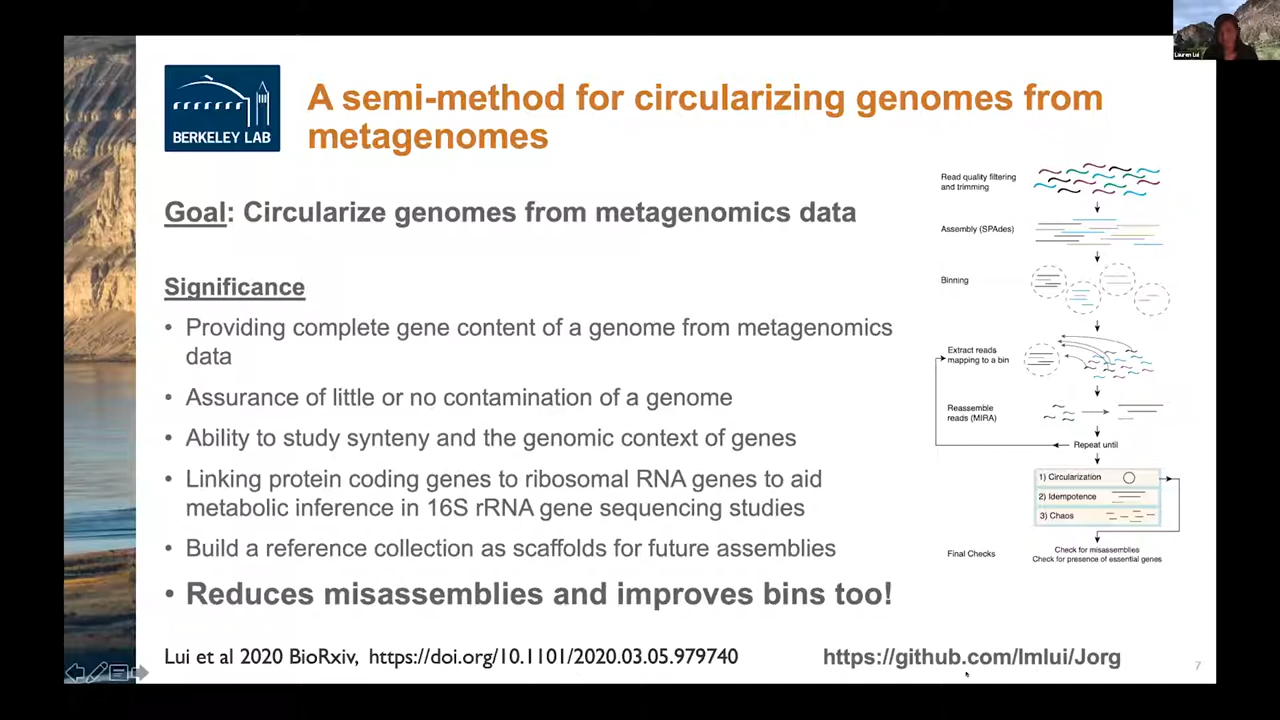 Lauren Lui
BERKELEY LAB
A semi-method for circularizing genomes from
metagenomes
Goal: Circularize genomes from metagenomics data
Significance
• Providing complete gene content of a genome from metagenomics
data
• Assurance of little or no contamination of a genome
• Ability to study synteny and the genomic context of genes
• Linking protein coding genes to ribosomal RNA genes to aid
metabolic inference in 16S rRNA gene sequencing studies
• Build a reference collection as scaffolds for future assemblies
• Reduces misassemblies and improves bins too!
Read quality filtering
and trimming
Assembly (SPAdes)
Binning
Extract reads
mapping to a bin
Reassemble
reads (MIRA)
Repeat until
1) Circularization
2) Idempotence
3) Chaos
Final Checks
Check for misassemblies
Check for presence of essential genes
Lui et al 2020 BioRxiv, https://doi.org/10.1101/2020.03.05.979740
https://github.com/lmlui/Jorg
7